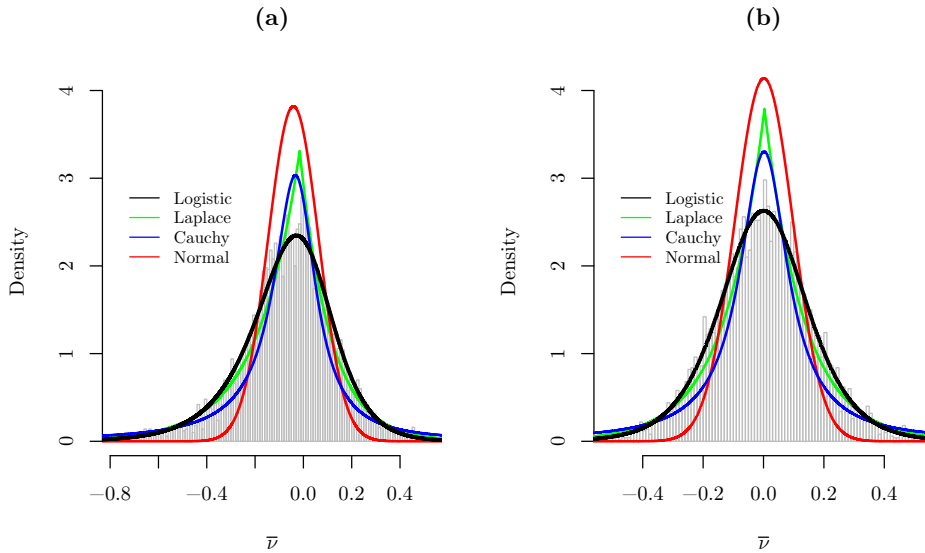 (a)
Density
4
3
2
1
0
Logistic
Laplace
Cauchy
Normal
−0.8 −0.4 0.0 0.2 0.4
ν̅
(b)
Density
4
3
2
1
0
Logistic
Laplace
Cauchy
Normal
−0.4 −0.2 0.0 0.2 0.4
ν̅